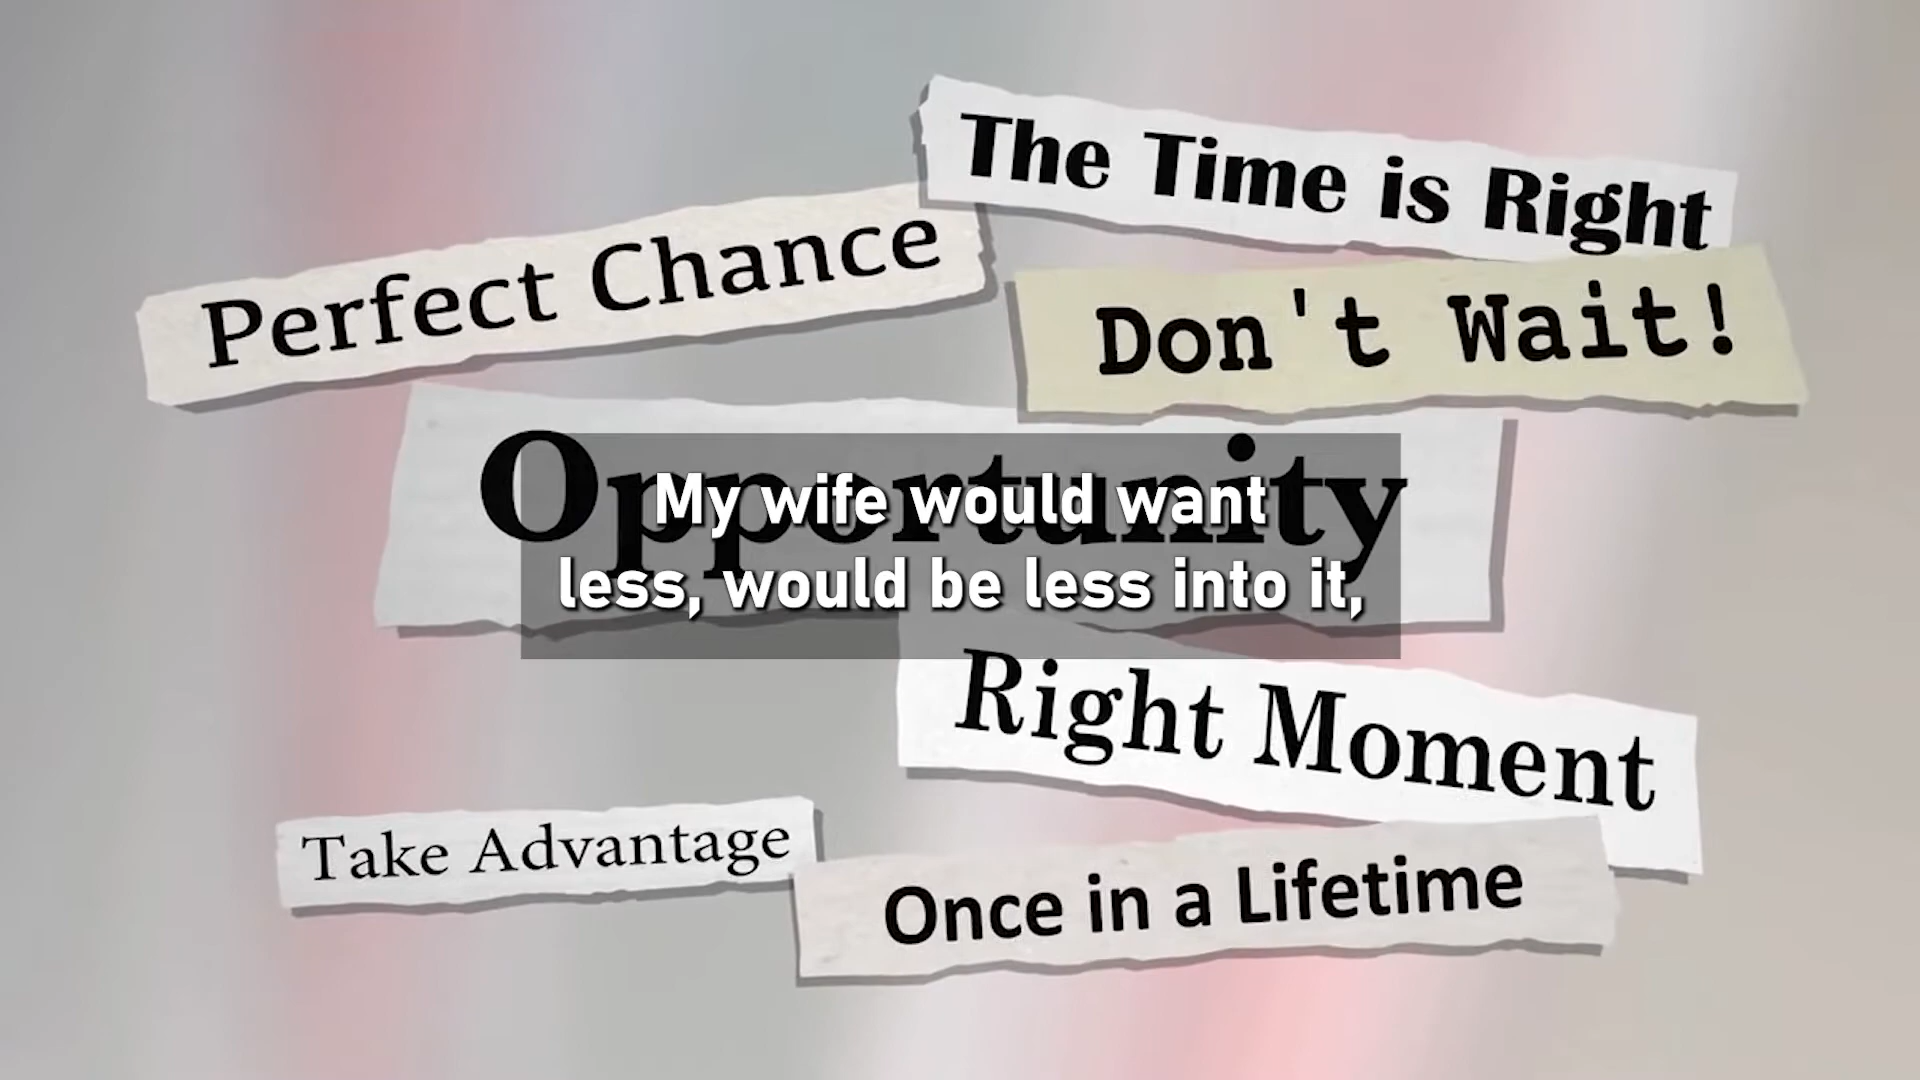 The Time is Right
Perfect Chance
Don't Wait!
Opportunity
My wife would want
less, would be less into it,
Right Moment
Take Advantage
Once in a Lifetime